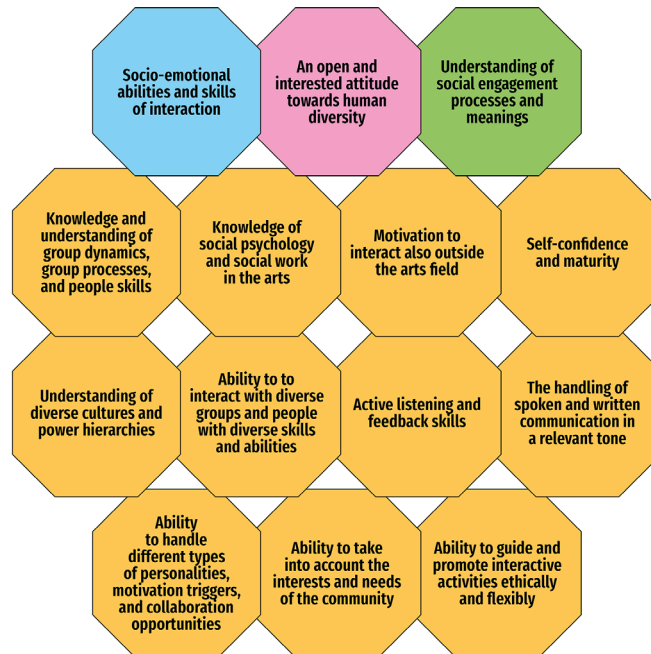 Socio-emotional
abilities and skills
of interaction
An open and
interested attitude
towards human
diversity
Understanding of
social engagement
processes and
meanings
Knowledge and
understanding of
group dynamics,
group processes,
and people skills
Knowledge of
social psychology
and social work
in the arts
Motivation to
interact also outside
the arts field
Self-confidence
and maturity
Understanding of
diverse cultures and
power hierarchies
Ability to to
interact with diverse
groups and people
with diverse skills
and abilities
Active listening and
feedback skills
The handling of
spoken and written
communication in
a relevant tone
Ability
to handle
different types
of personalities,
motivation triggers,
and collaboration
opportunities
Ability to take
into account the
interests and needs
of the community
Ability to guide and
promote interactive
activities ethically
and flexibly